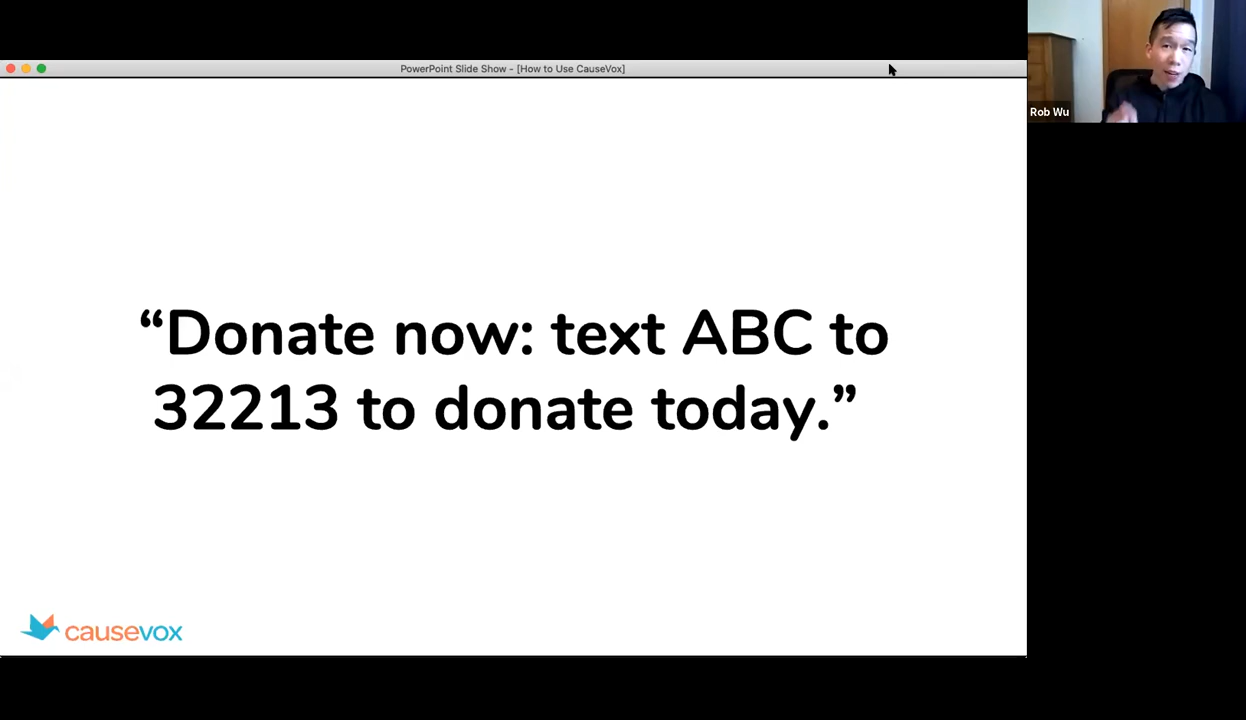 PowerPoint Slide Show - [How to Use CauseVox]
Rob Wu
“Donate now: text ABC to
32213 to donate today.”
causevox